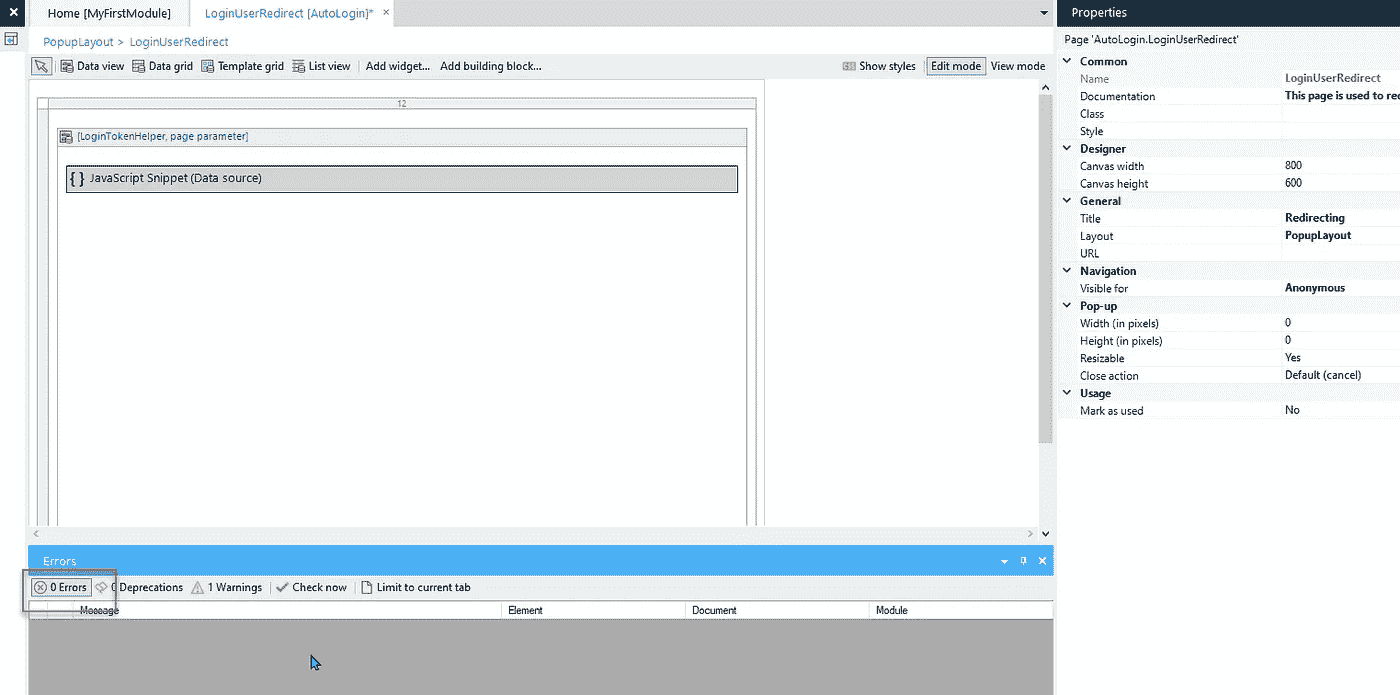 Home [MyFirstModule] LoginUserRedirect [AutoLogin]* ×
PopupLayout > LoginUserRedirect
Data view Data grid Template grid List view Add widget... Add building block... Show styles Edit mode View mode
12
[LoginTokenHelper, page parameter]
{ } JavaScript Snippet (Data source)
Errors
0 Errors 0 Deprecations 1 Warnings Check now Limit to current tab
Message Element Document Module
Properties
Page 'AutoLogin.LoginUserRedirect'
Common
Name LoginUserRedirect
Documentation This page is used to rec
Class
Style
Designer
Canvas width 800
Canvas height 600
General
Title Redirecting
Layout PopupLayout
URL
Navigation
Visible for Anonymous
Pop-up
Width (in pixels) 0
Height (in pixels) 0
Resizable Yes
Close action Default (cancel)
Usage
Mark as used No